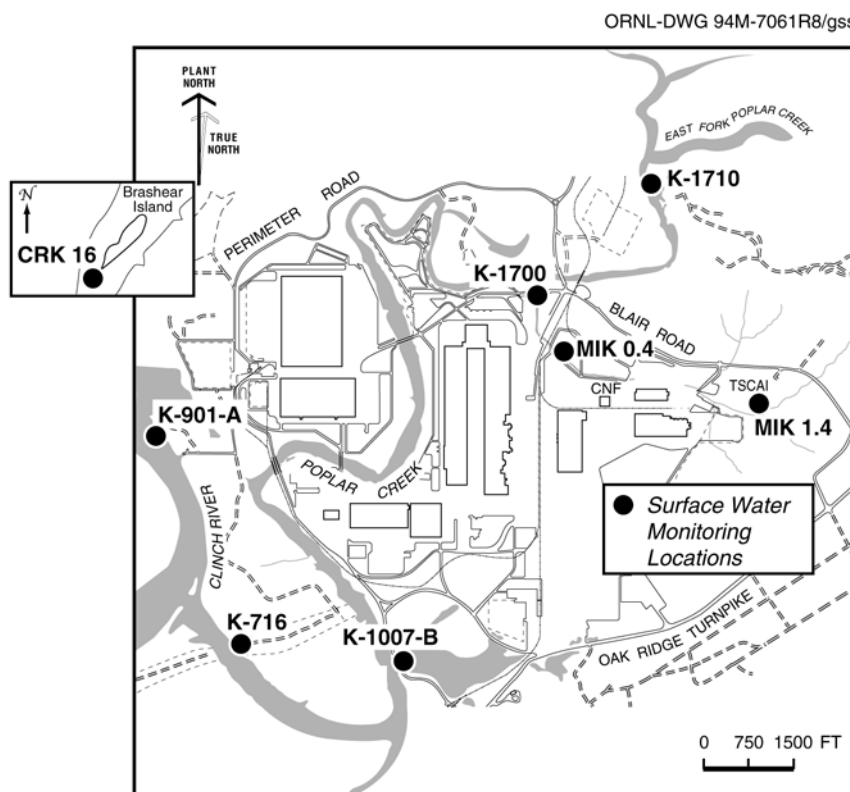 ORNL-DWG 94M-7061R8/gss
PLANT
NORTH
TRUE
NORTH
EAST FORK POPLAR CREEK
K-1710
N
Brashear
Island
CRK 16
PERIMETER ROAD
K-1700
BLAIR ROAD
MIK 0.4
CNF
TSCAI
MIK 1.4
K-901-A
POPLAR CREEK
Surface Water
Monitoring
Locations
CLINCH RIVER
K-716
K-1007-B
OAK RIDGE TURNPIKE
0 750 1500 FT